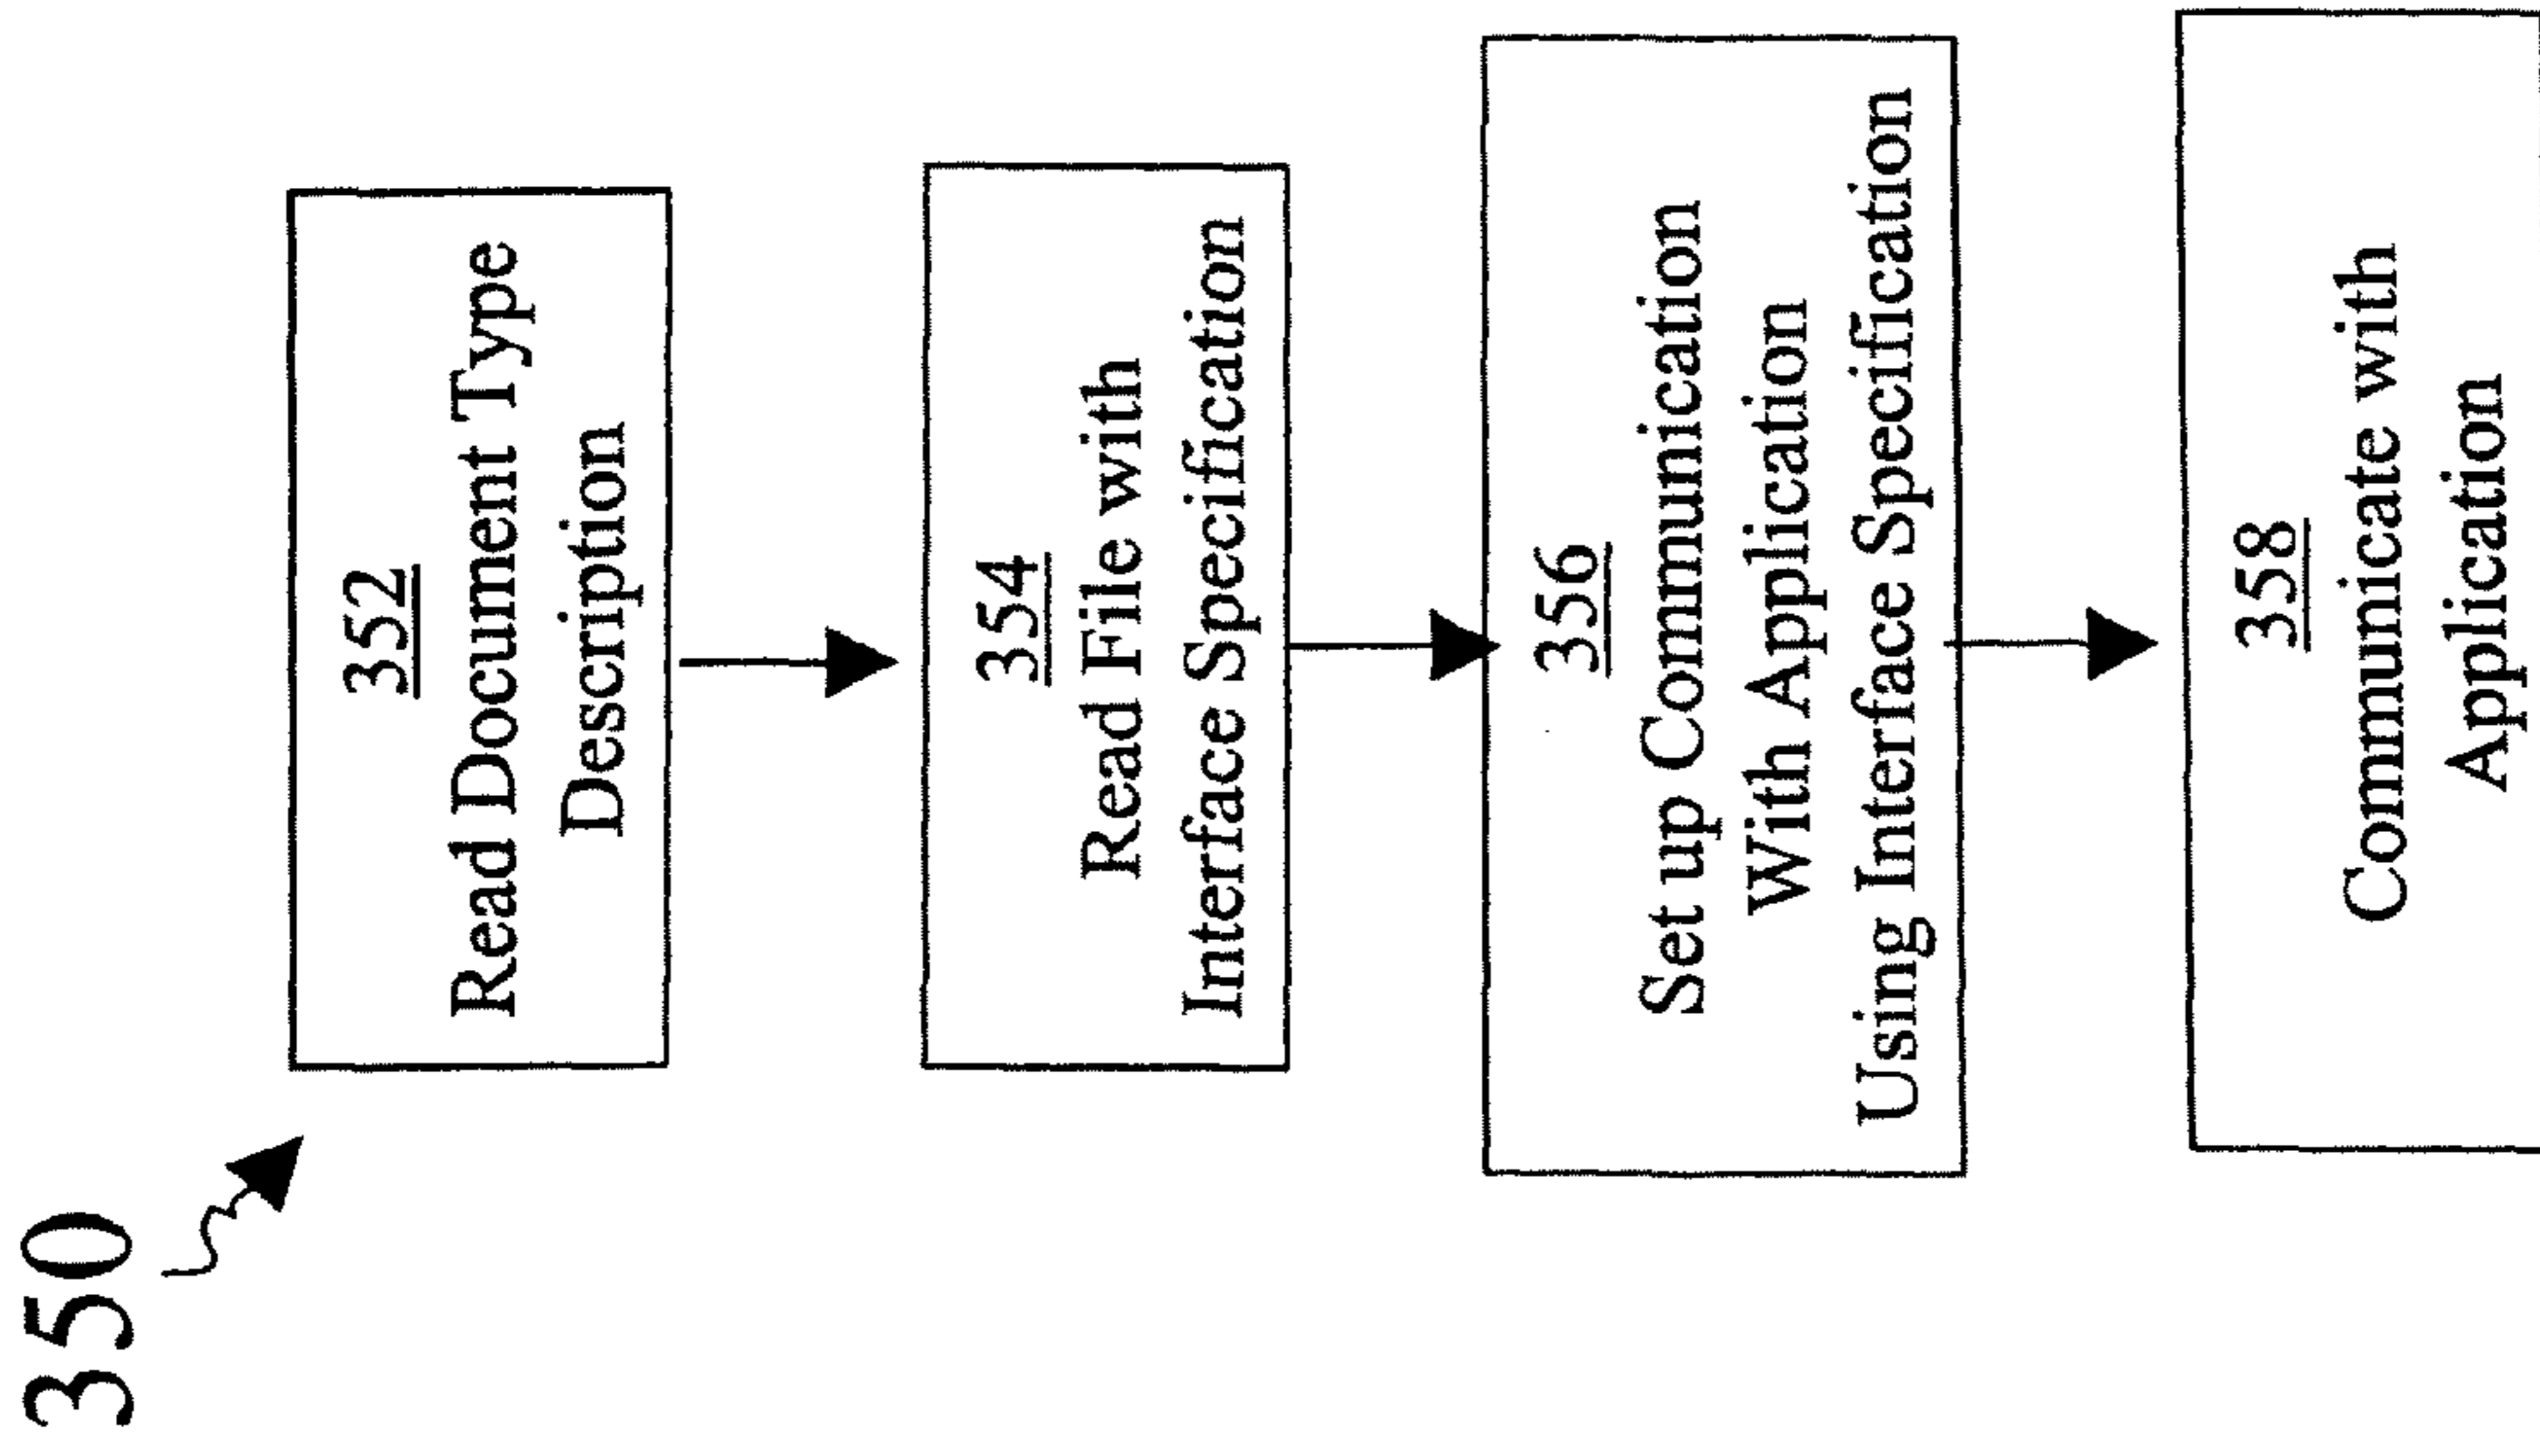 350
352
Read Document Type
Description
354
Read File with
Interface Specification
356
Set up Communication
With Application
Using Interface Specification
358
Communicate with
Application